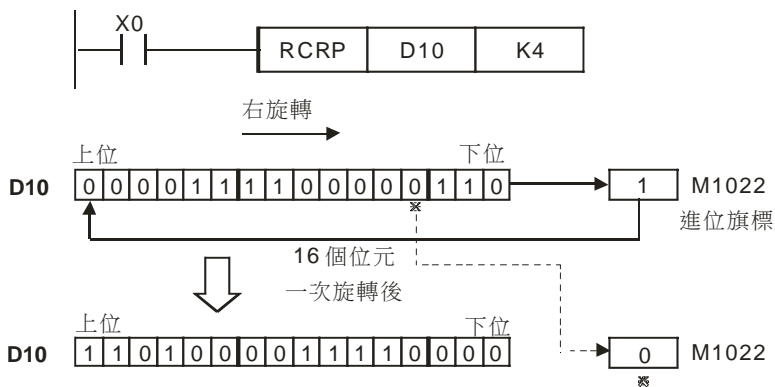 X0
RCRP D10 K4
右旋轉
上位 下位
D10 0 0 0 0 1 1 1 1 0 0 0 0 0 1 1 0 1 M1022
※
進位旗標
16 個位元
一次旋轉後
上位 下位
D10 1 1 0 1 0 0 0 0 1 1 1 1 0 0 0 0 0 M1022
※